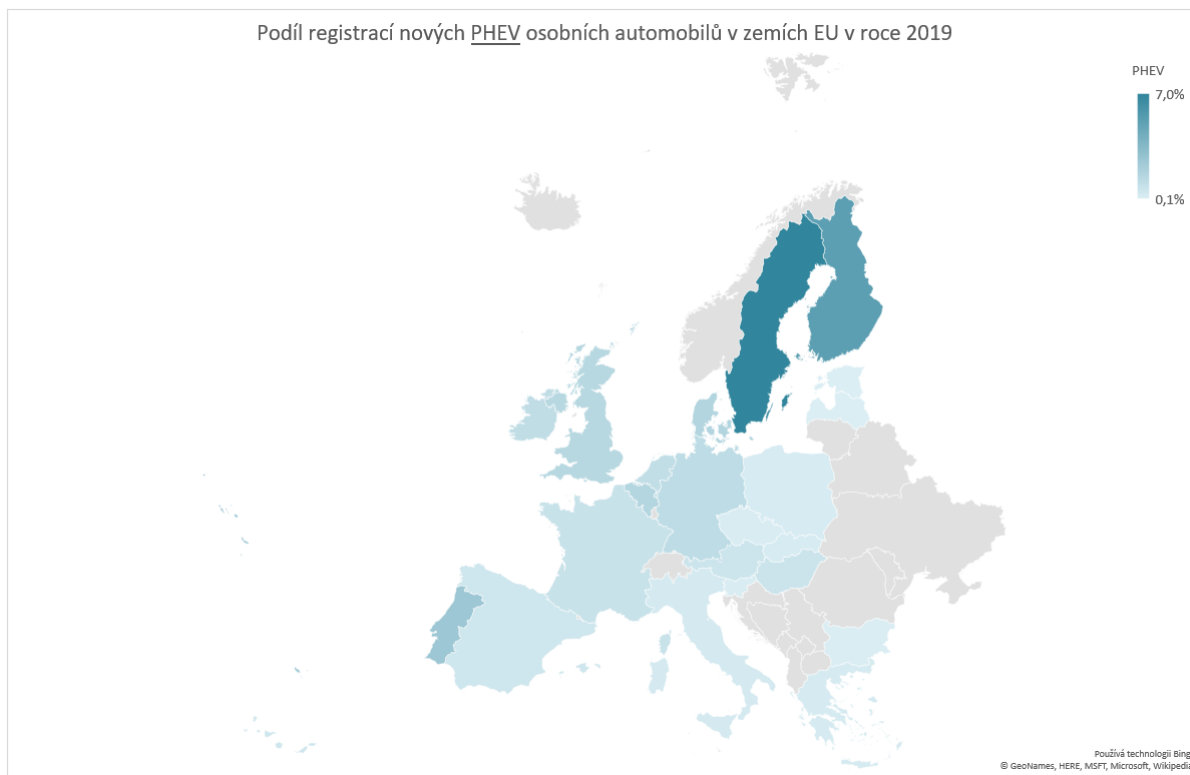 Podíl registrací nových PHEV osobních automobilů v zemích EU v roce 2019
PHEV
7,0%
0,1%
Používá technologii Bing
© GeoNames, HERE, MSFT, Microsoft, Wikipedia